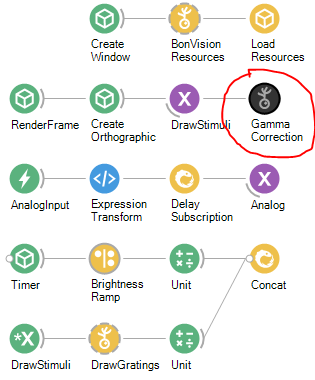 Create
Window
BonVision
Resources
Load
Resources
RenderFrame
Create
Orthographic
X
DrawStimuli
Gamma
Correction
AnalogInput
</>
Expression
Transform
Delay
Subscription
X
Analog
Timer
Brightness
Ramp
Unit
Concat
*X
DrawStimuli
DrawGratings
Unit